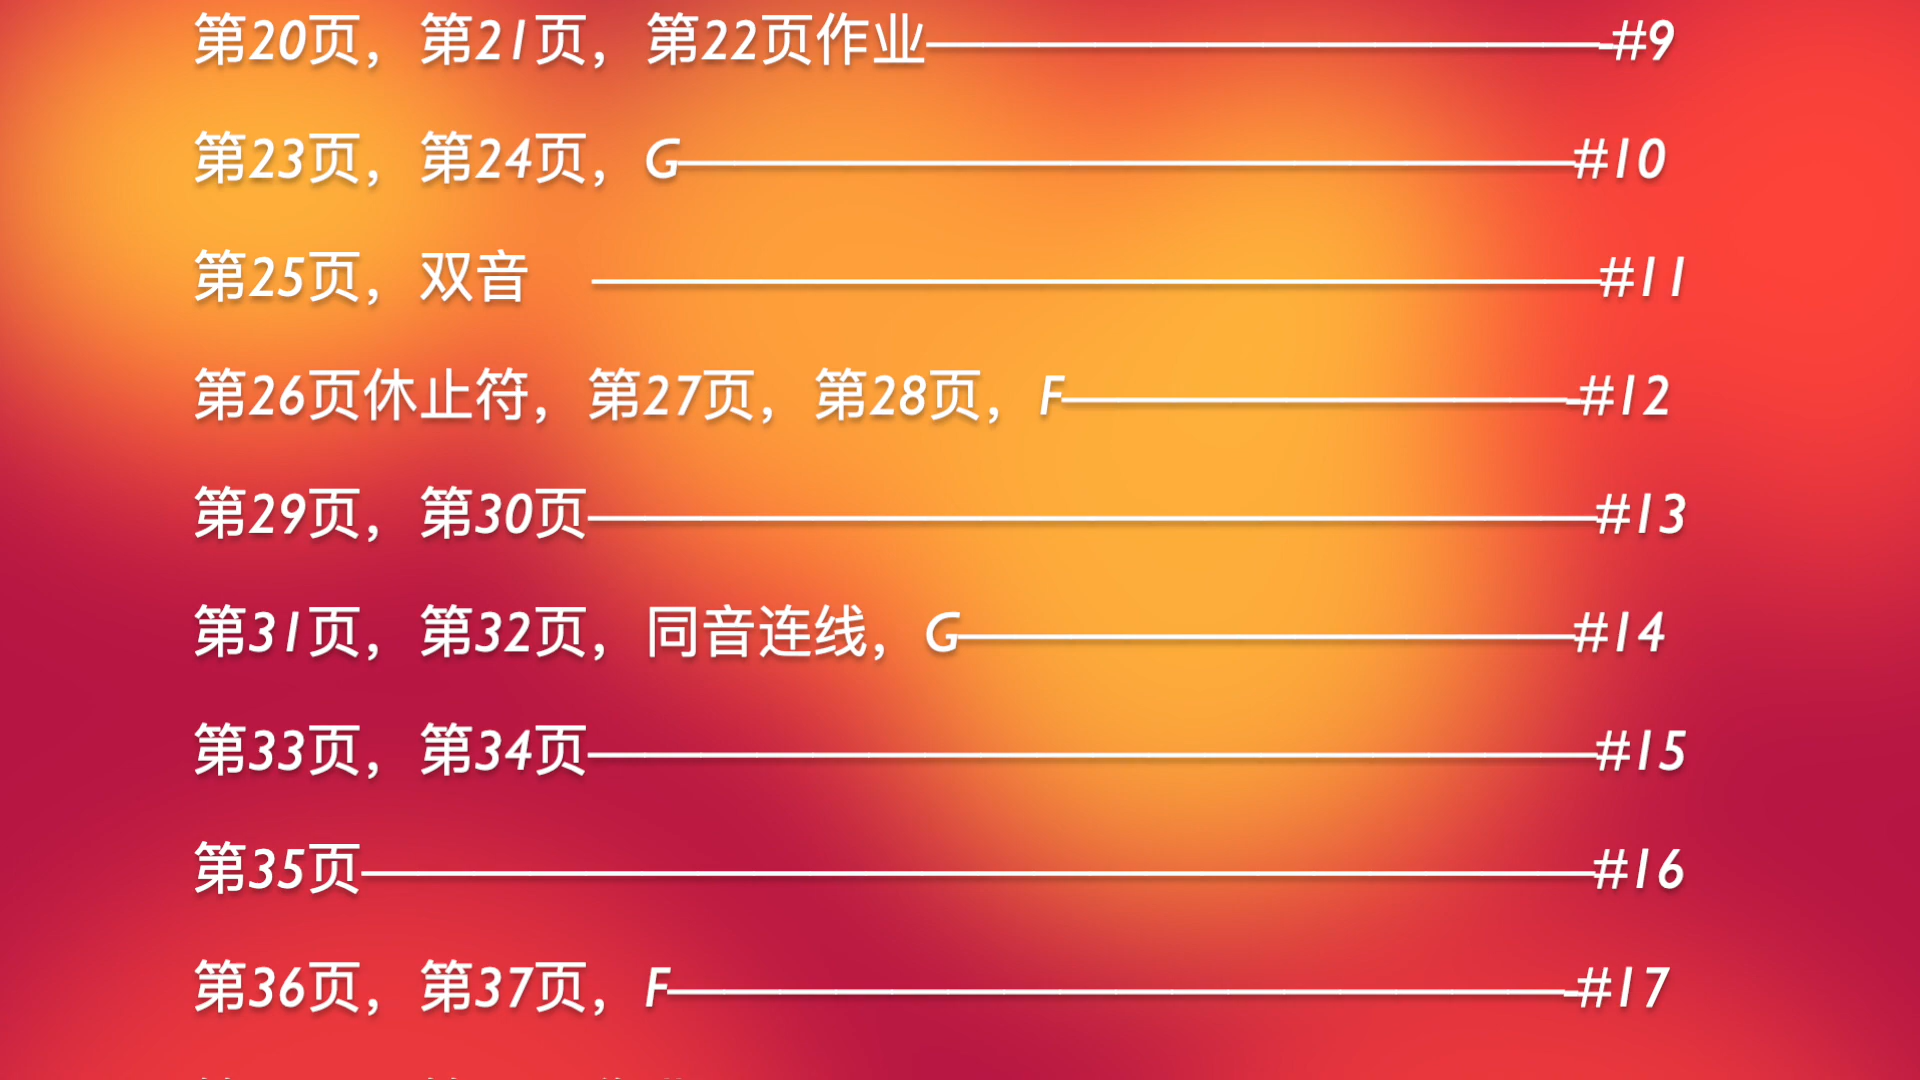 第20页，第21页，第22页作业————————————-#9
第23页，第24页，G————————————————#10
第25页，双音 ——————————————————#11
第26页休止符，第27页，第28页，F—————————-#12
第29页，第30页——————————————————#13
第31页，第32页，同音连线，G———————————#14
第33页，第34页——————————————————#15
第35页——————————————————————#16
第36页，第37页，F————————————————-#17